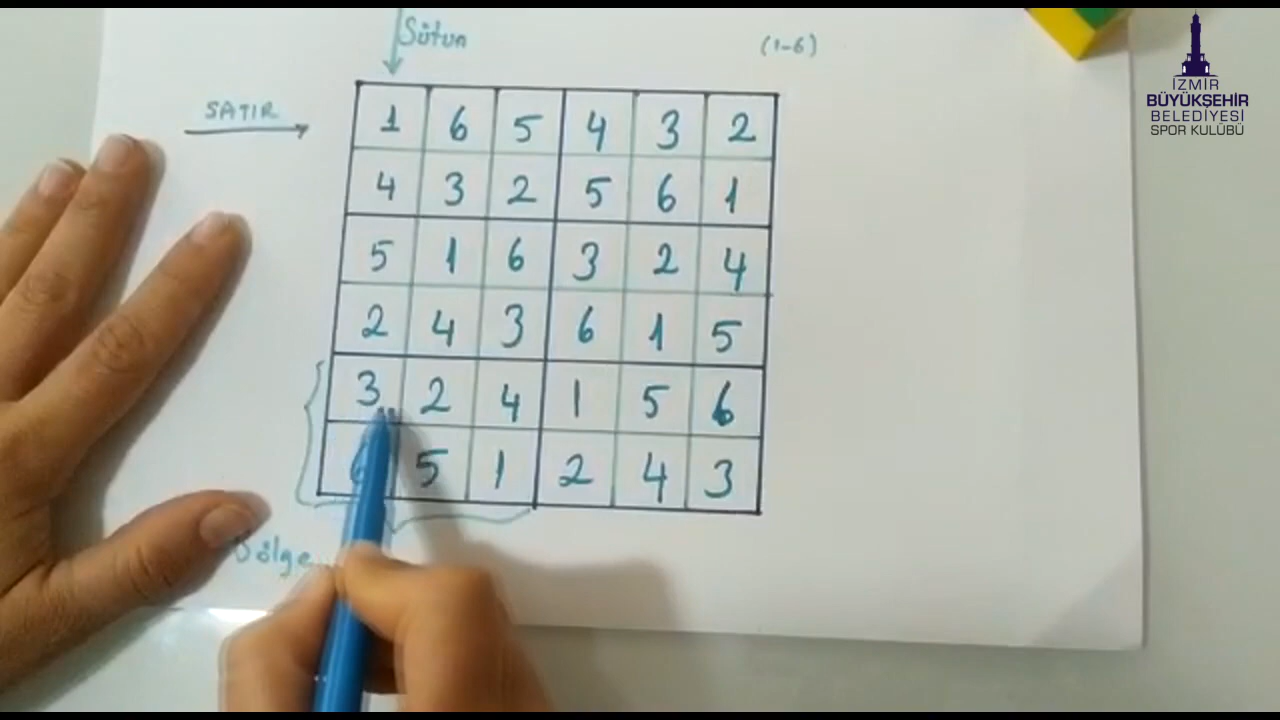 Sütun
(1-6)
İZMİR
BÜYÜKŞEHİR
BELEDİYESİ
SPOR KULÜBÜ
SATIR
1 6 5 4 3 2
4 3 2 5 6 1
5 1 6 3 2 4
2 4 3 6 1 5
3 2 4 1 5 6
6 5 1 2 4 3
Bölge